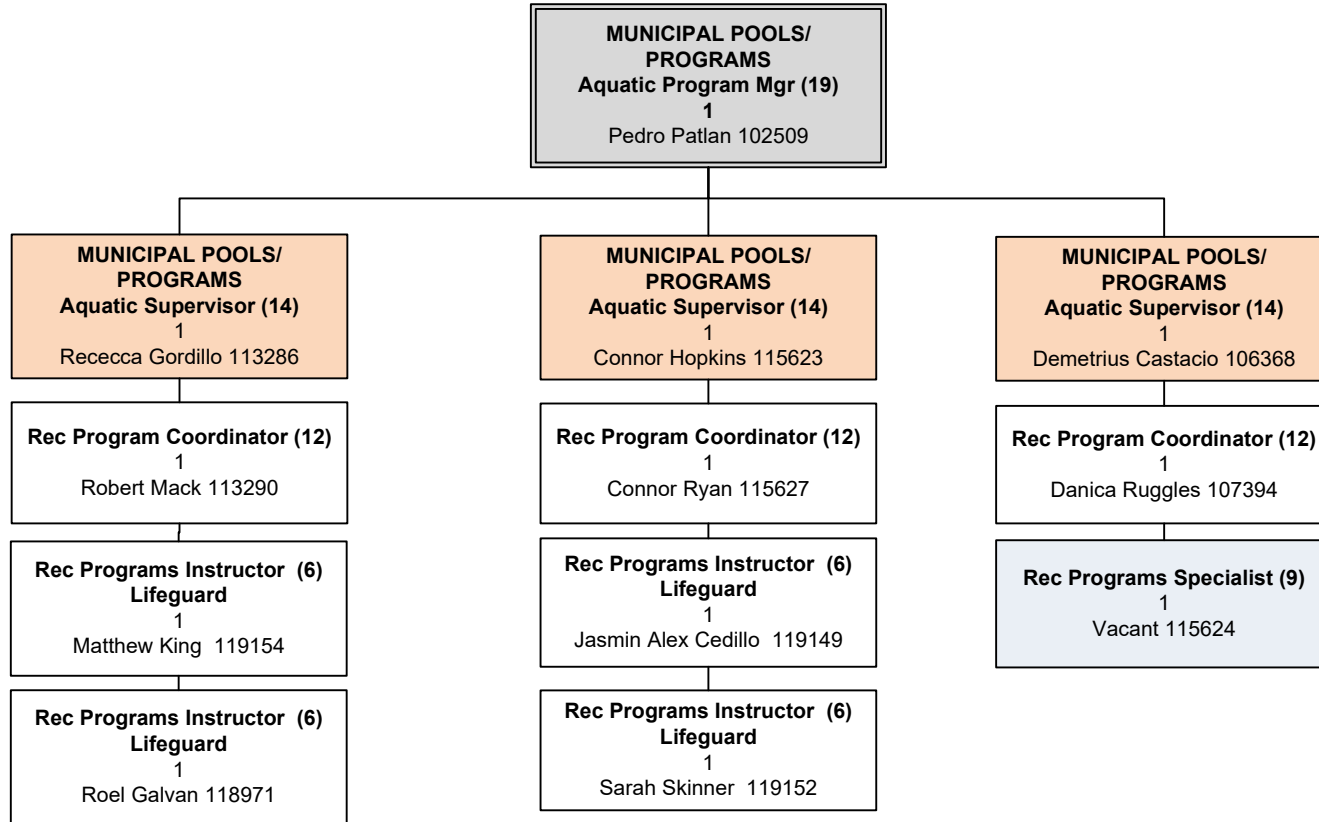 MUNICIPAL POOLS/
PROGRAMS
Aquatic Program Mgr (19)
1
Pedro Patlan 102509
MUNICIPAL POOLS/
PROGRAMS
Aquatic Supervisor (14)
1
Rececca Gordillo 113286
Rec Program Coordinator (12)
1
Robert Mack 113290
Rec Programs Instructor (6)
Lifeguard
1
Matthew King 119154
Rec Programs Instructor (6)
Lifeguard
1
Roel Galvan 118971
MUNICIPAL POOLS/
PROGRAMS
Aquatic Supervisor (14)
1
Connor Hopkins 115623
Rec Program Coordinator (12)
1
Connor Ryan 115627
Rec Programs Instructor (6)
Lifeguard
1
Jasmin Alex Cedillo 119149
Rec Programs Instructor (6)
Lifeguard
1
Sarah Skinner 119152
MUNICIPAL POOLS/
PROGRAMS
Aquatic Supervisor (14)
1
Demetrius Castacio 106368
Rec Program Coordinator (12)
1
Danica Ruggles 107394
Rec Programs Specialist (9)
1
Vacant 115624